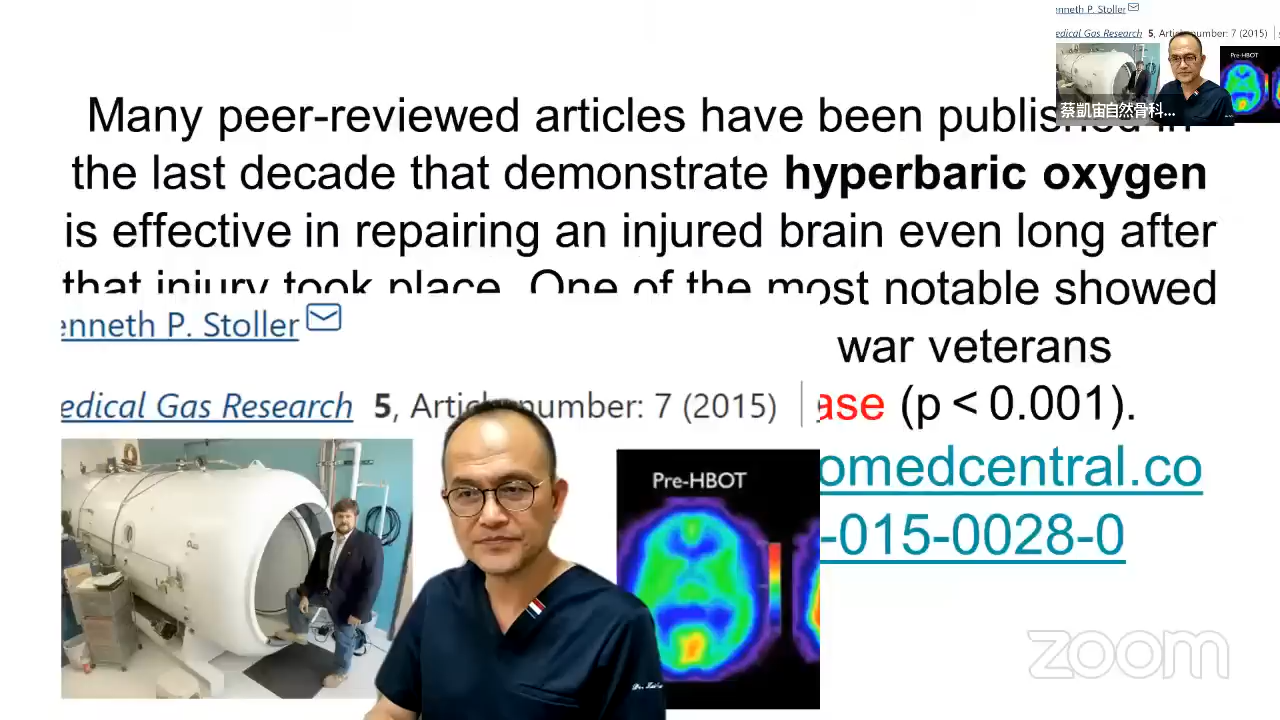 Many peer-reviewed articles have been published in
the last decade that demonstrate hyperbaric oxygen
is effective in repairing an injured brain even long after
that injury took place. One of the most notable showed
war veterans
ase (p < 0.001).
omedcentral.co
-015-0028-0
enneth P. Stoller
edical Gas Research 5, Article number: 7 (2015)
Pre-HBOT
zoom
enneth P. Stoller
edical Gas Research 5, Article number: 7 (2015)
Pre-HBOT
蔡凱宙自然骨科...